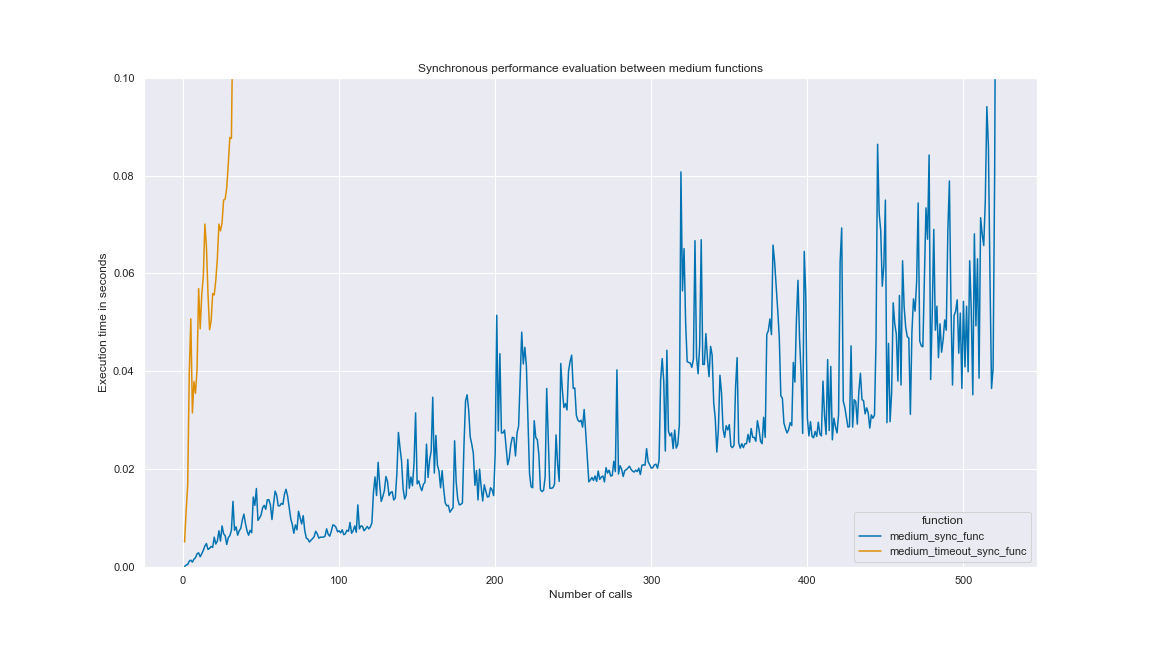 Synchronous performance evaluation between medium functions
0.10
0.08
0.06
0.04
0.02
0.00
Execution time in seconds
0
100
200
300
400
500
Number of calls
function
medium_sync_func
medium_timeout_sync_func